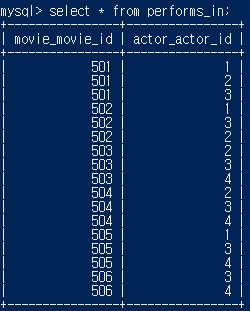 mysql> select * from performs_in;
+----------------+----------------+
| movie_movie_id | actor_actor_id |
+----------------+----------------+
| 501 | 1 |
| 501 | 2 |
| 501 | 3 |
| 502 | 1 |
| 502 | 3 |
| 502 | 2 |
| 503 | 2 |
| 503 | 3 |
| 503 | 4 |
| 504 | 2 |
| 504 | 3 |
| 504 | 4 |
| 505 | 1 |
| 505 | 3 |
| 505 | 4 |
| 506 | 3 |
| 506 | 4 |
+----------------+----------------+